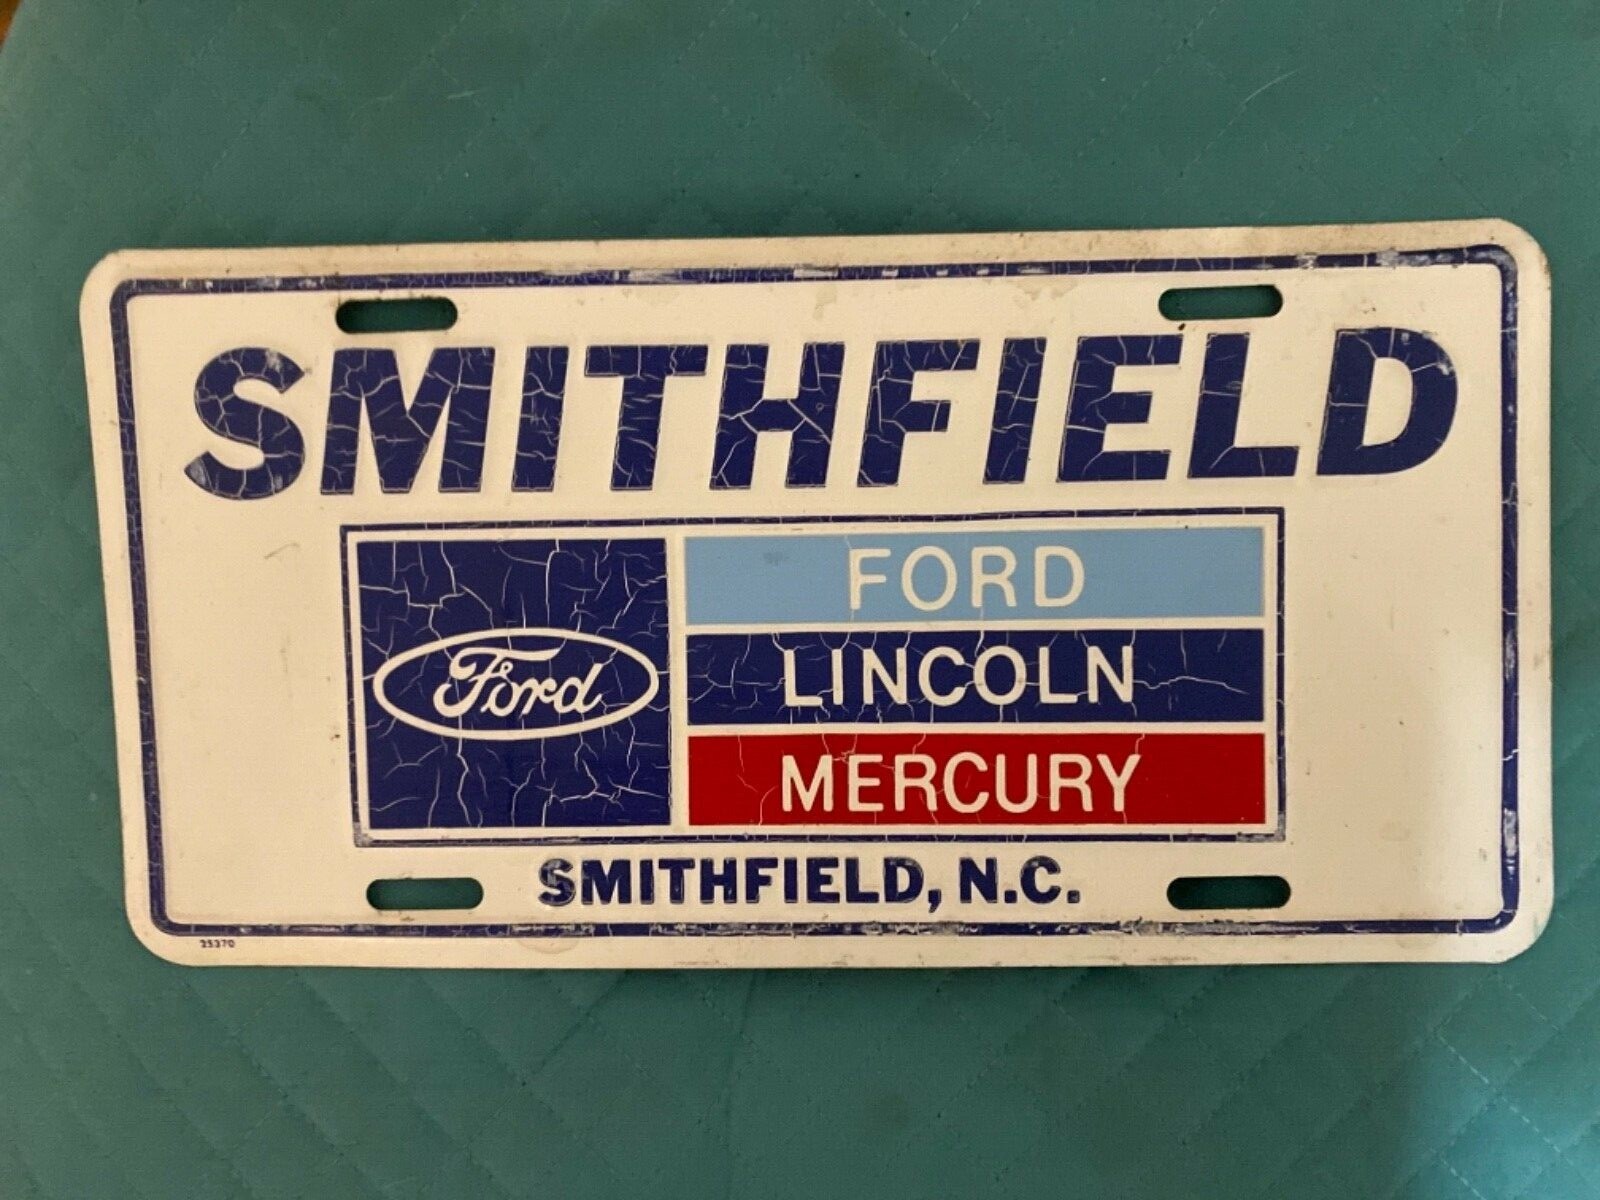 SMITHFIELD
Ford
FORD
LINCOLN
MERCURY
SMITHFIELD, N.C.
25370